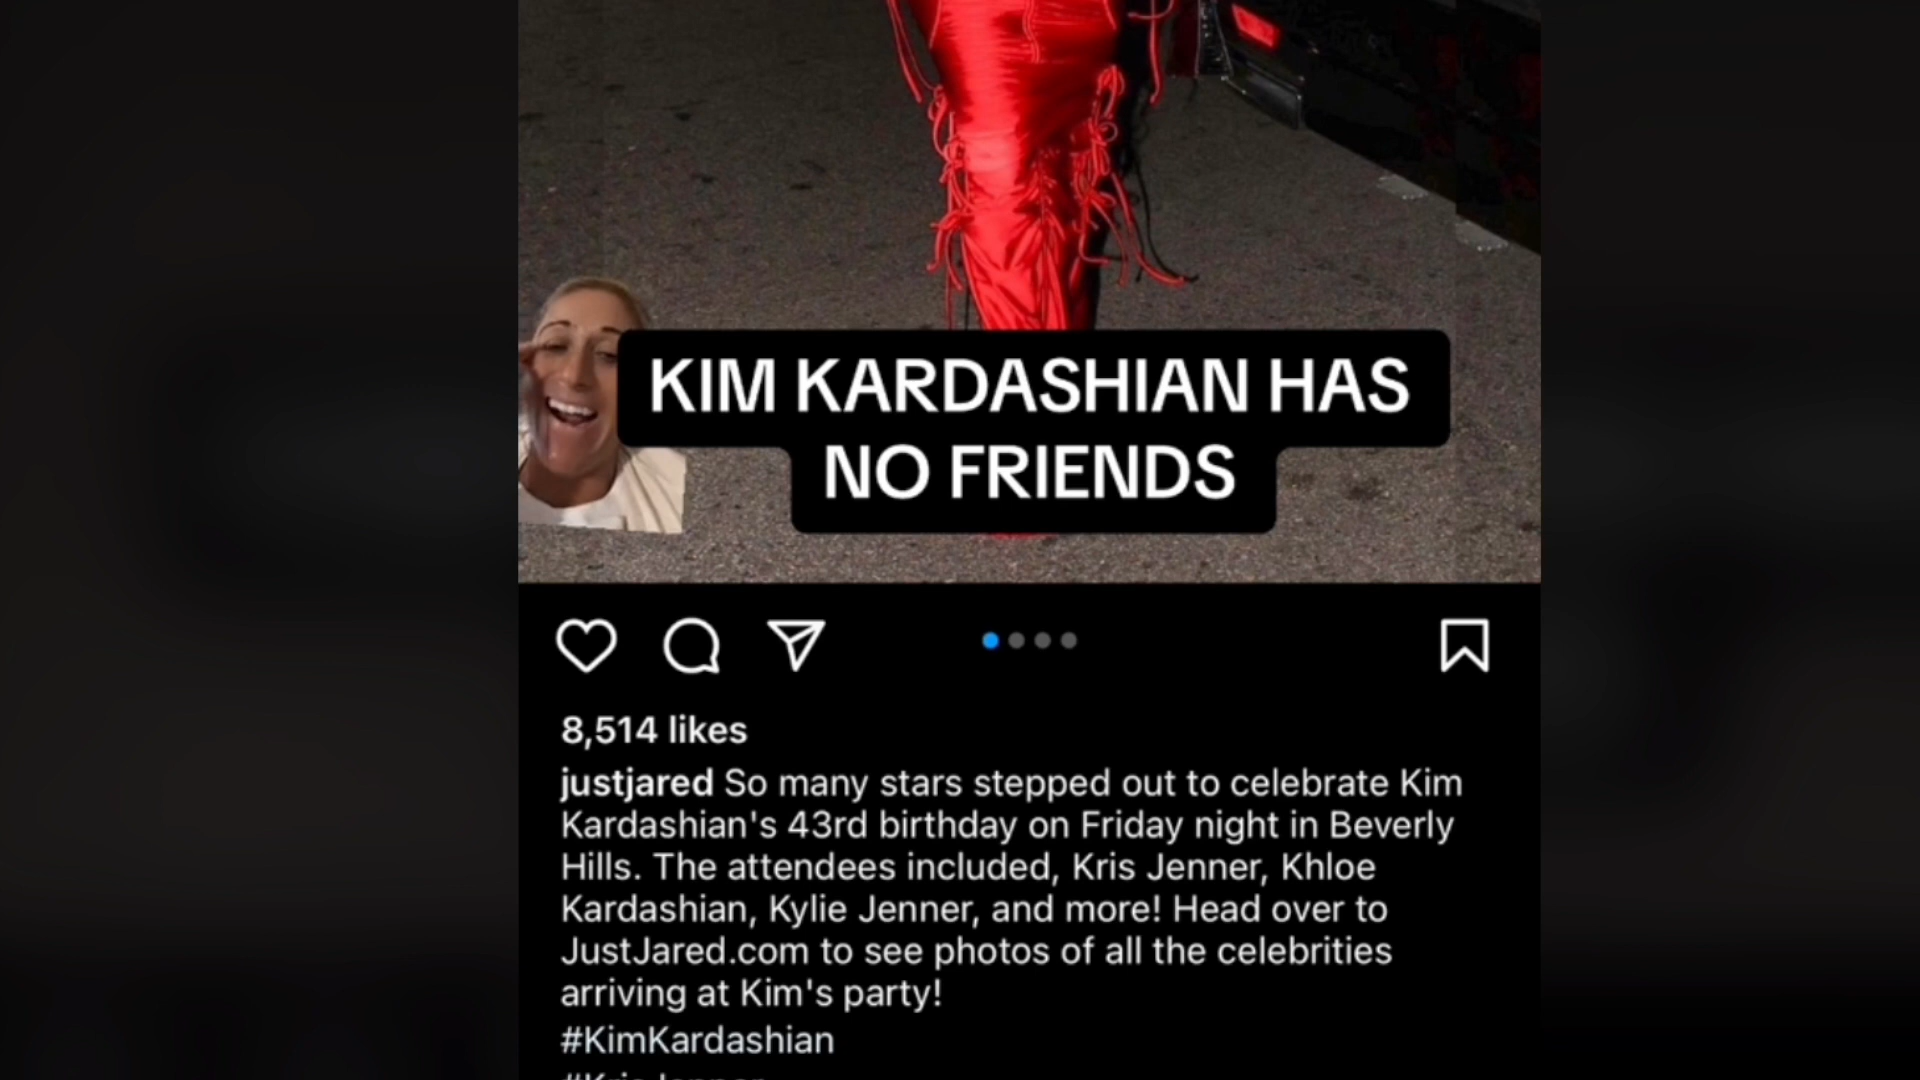 KIM KARDASHIAN HAS
NO FRIENDS
8,514 likes
justjared So many stars stepped out to celebrate Kim
Kardashian's 43rd birthday on Friday night in Beverly
Hills. The attendees included, Kris Jenner, Khloe
Kardashian, Kylie Jenner, and more! Head over to
JustJared.com to see photos of all the celebrities
arriving at Kim's party!
#KimKardashian
#KrisJenner